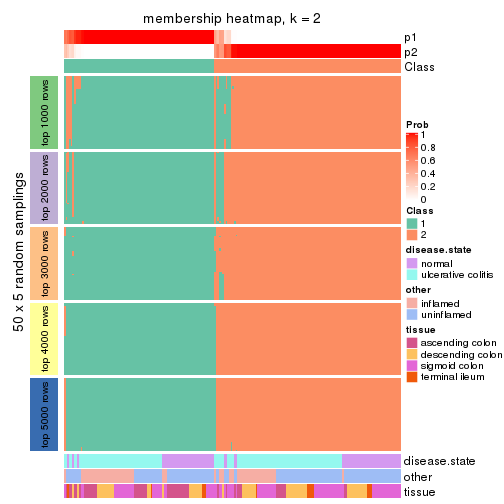 membership heatmap, k = 2
p1
p2
Class
50 x 5 random samplings
top 1000 rows
top 2000 rows
top 3000 rows
top 4000 rows
top 5000 rows
disease.state
other
tissue
Prob
1
0.8
0.6
0.4
0.2
0
Class
1
2
disease.state
normal
ulcerative colitis
other
inflamed
uninflamed
tissue
ascending colon
descending colon
sigmoid colon
terminal ileum